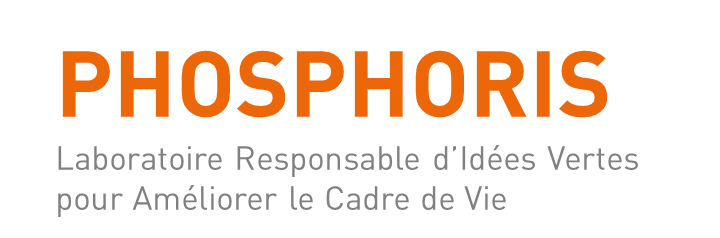 PHOSPHORIS
Laboratoire Responsable d'Idées Vertes
pour Améliorer le Cadre de Vie